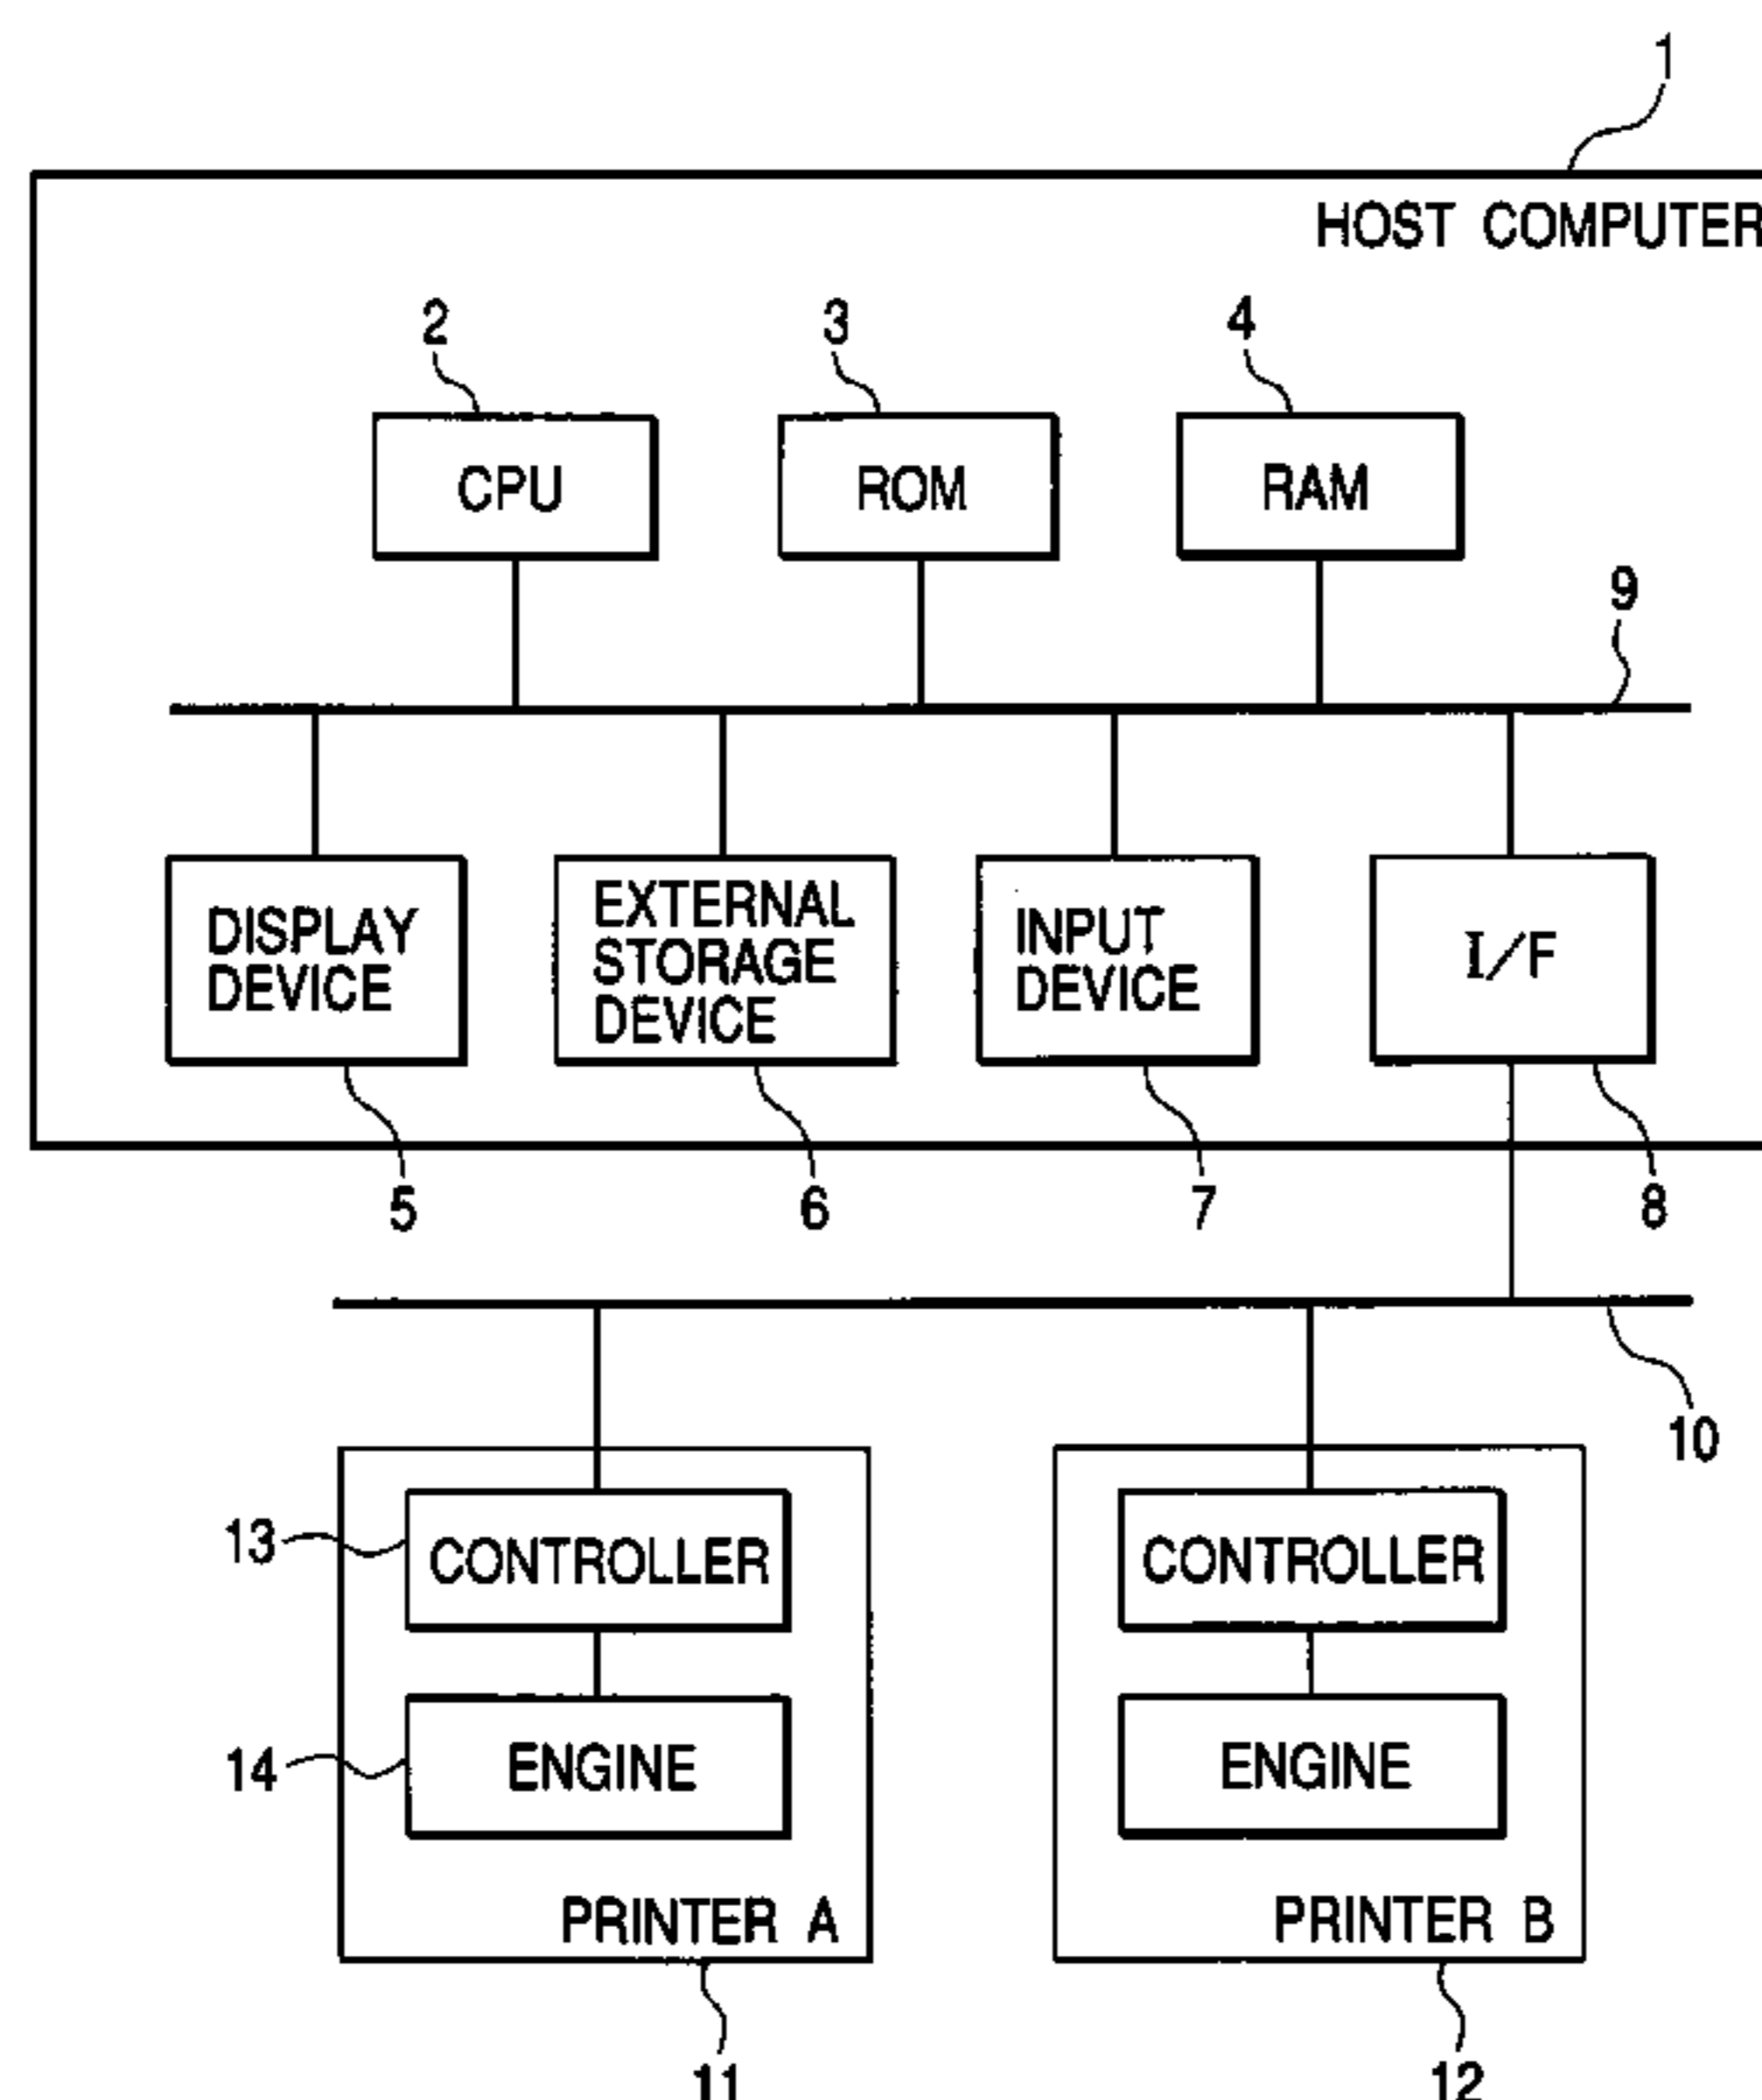 1
HOST COMPUTER
2
3
4
CPU
ROM
RAM
9
DISPLAY
DEVICE
EXTERNAL
STORAGE
DEVICE
INPUT
DEVICE
I/F
5
6
7
8
10
13
CONTROLLER
CONTROLLER
14
ENGINE
ENGINE
PRINTER A
PRINTER B
11
12